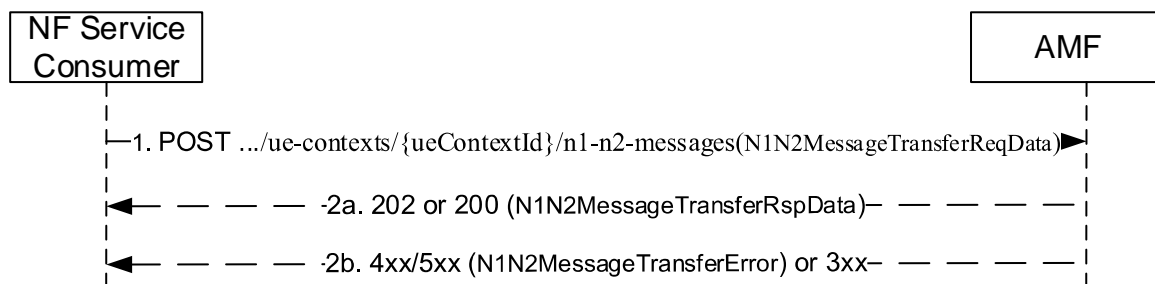 NF Service
Consumer
AMF
1. POST .../ue-contexts/{ueContextId}/n1-n2-messages(N1N2MessageTransferReqData)
2a. 202 or 200 (N1N2MessageTransferRspData)
2b. 4xx/5xx (N1N2MessageTransferError) or 3xx